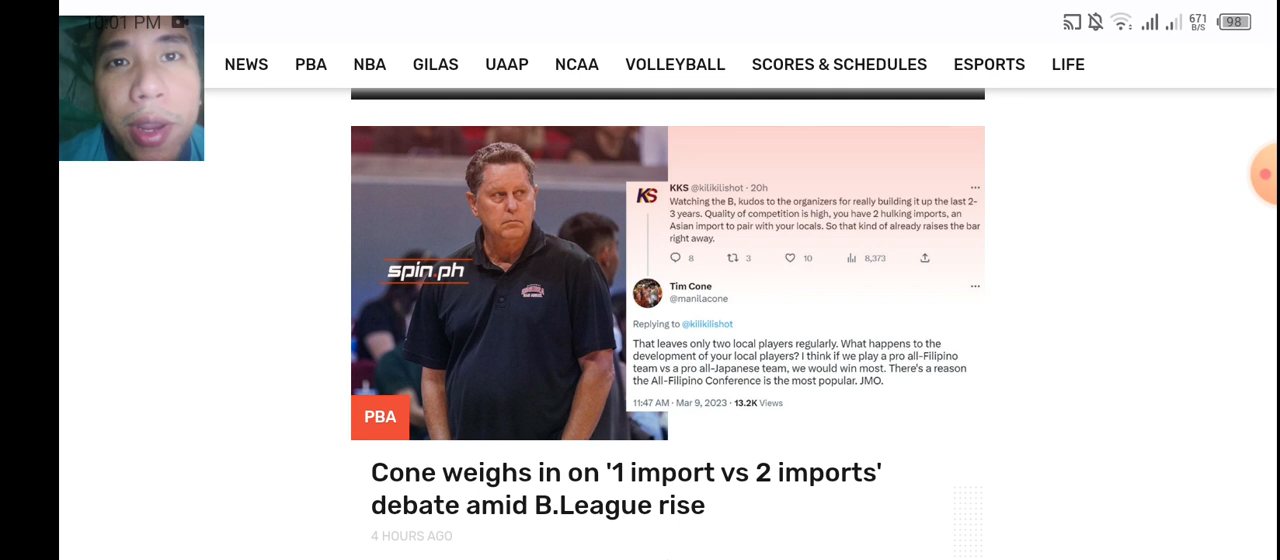 10:01 PM
671
B/S
98
NEWS PBA NBA GILAS UAAP NCAA VOLLEYBALL SCORES & SCHEDULES ESPORTS LIFE
spin.ph
PBA
KS
KKS @kilikilishot · 20h
Watching the B, kudos to the organizers for really building it up the last 2-
3 years. Quality of competition is high, you have 2 hulking imports, an
Asian import to pair with your locals. So that kind of already raises the bar
right away.
8 3 10 8,373
Tim Cone
@manilacone
Replying to @kilikilishot
That leaves only two local players regularly. What happens to the
development of your local players? I think if we play a pro all-Filipino
team vs a pro all-Japanese team, we would win most. There's a reason
the All-Filipino Conference is the most popular. JMO.
11:47 AM · Mar 9, 2023 · 13.2K Views
Cone weighs in on '1 import vs 2 imports'
debate amid B.League rise
4 HOURS AGO